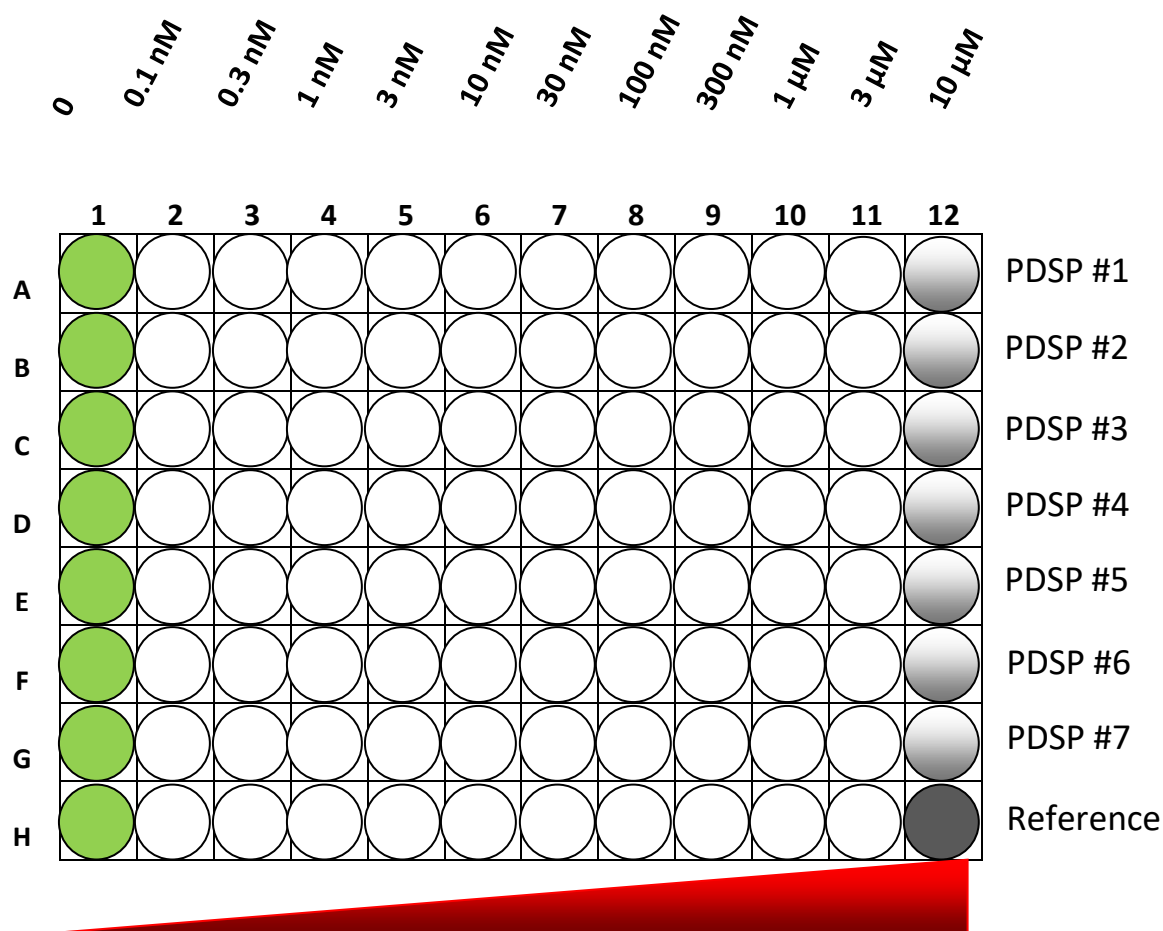 0 0.1 nM 0.3 nM 1 nM 3 nM 10 nM 30 nM 100 nM 300 nM 1 µM 3 µM 10 µM
1 2 3 4 5 6 7 8 9 10 11 12
A PDSP #1
B PDSP #2
C PDSP #3
D PDSP #4
E PDSP #5
F PDSP #6
G PDSP #7
H Reference